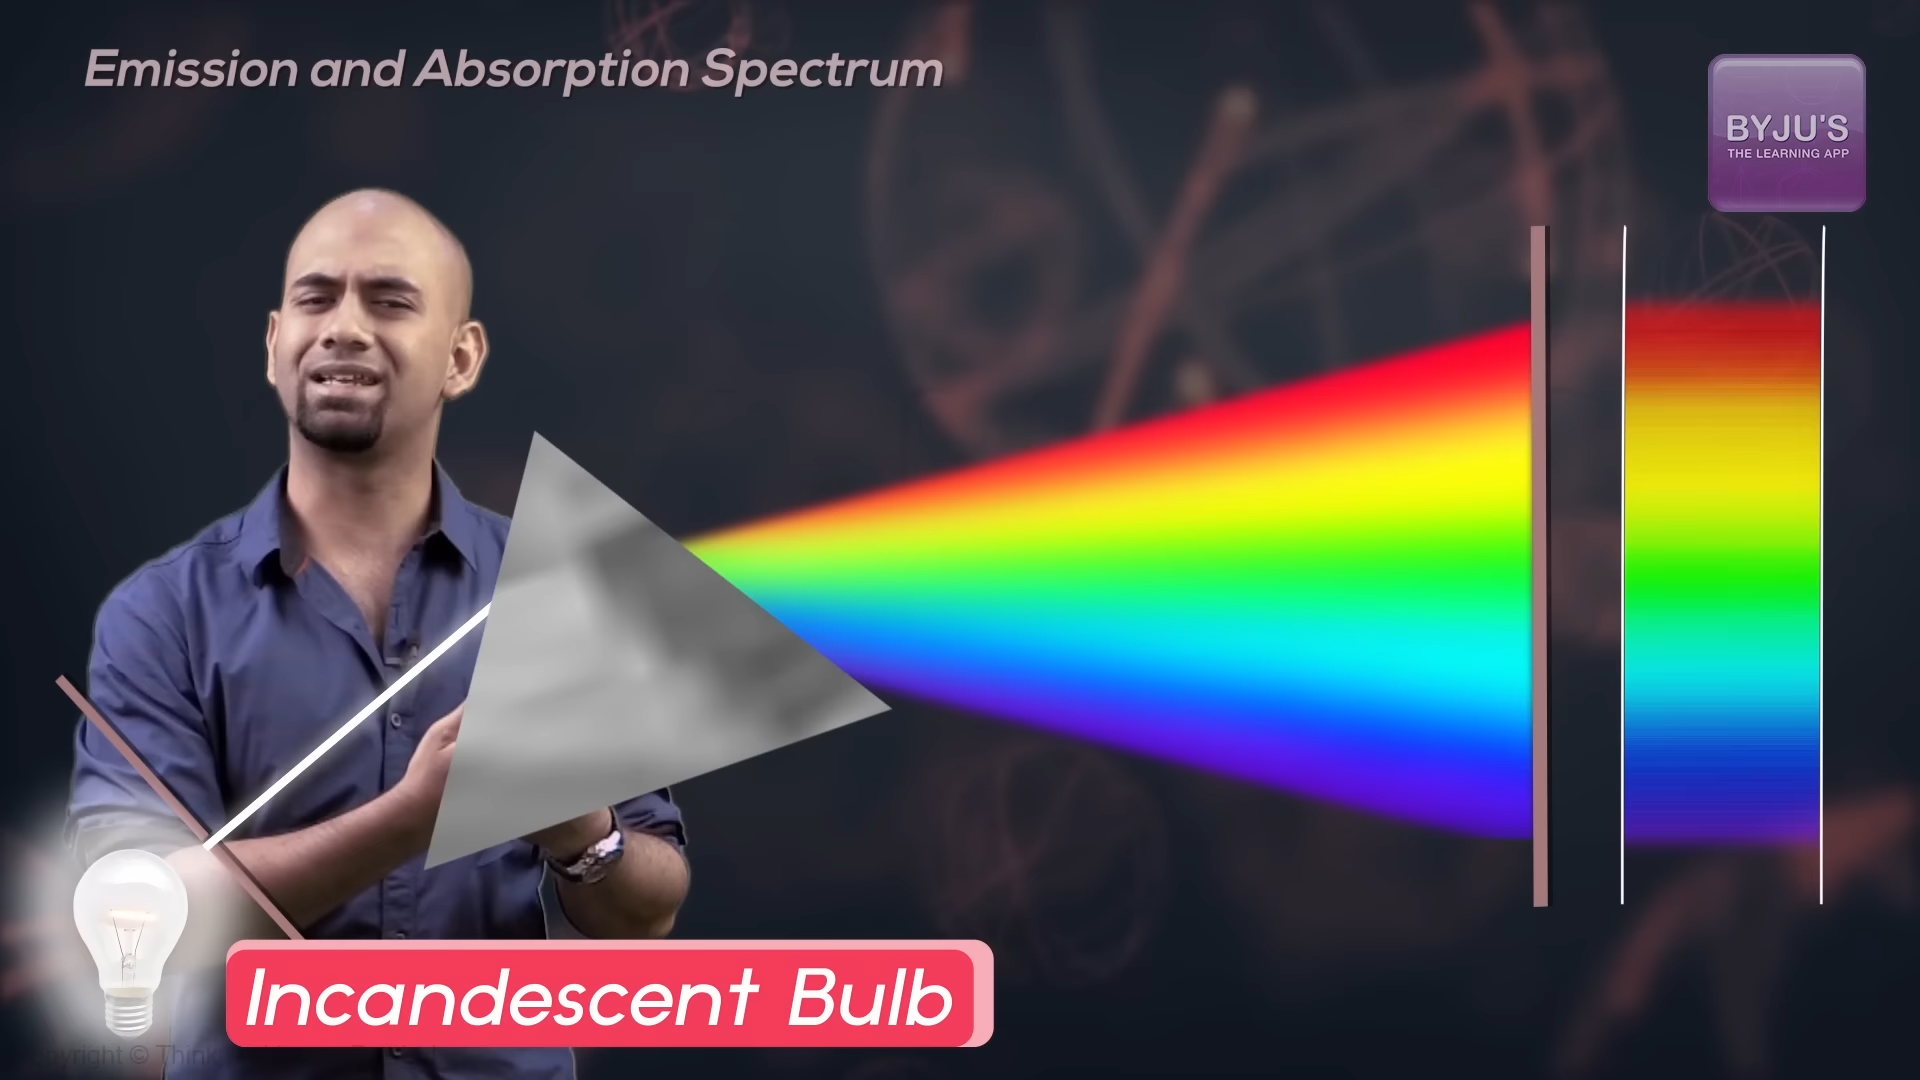 Emission and Absorption Spectrum
BYJU'S
THE LEARNING APP
Incandescent Bulb